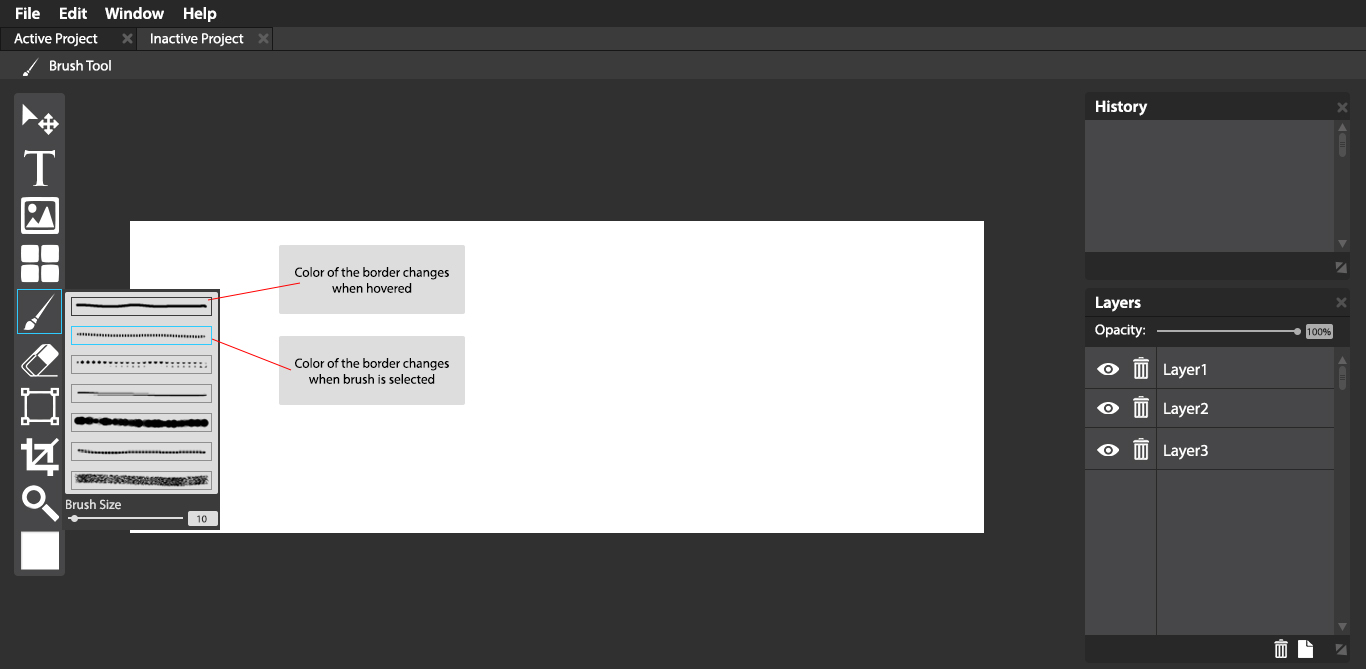 File Edit Window Help
Active Project Inactive Project
Brush Tool
History
Color of the border changes
when hovered
Layers
Opacity: 100%
Color of the border changes
when brush is selected
Layer1
Layer2
Layer3
Brush Size
10